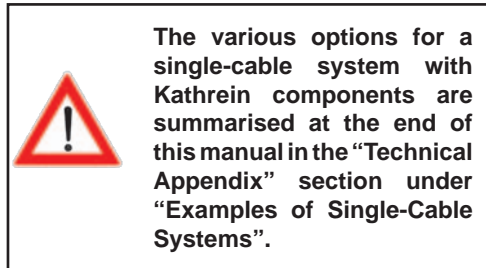 The various options for a
single-cable system with
Kathrein components are
summarised at the end of
this manual in the “Technical
Appendix” section under
“Examples of Single-Cable
Systems”.